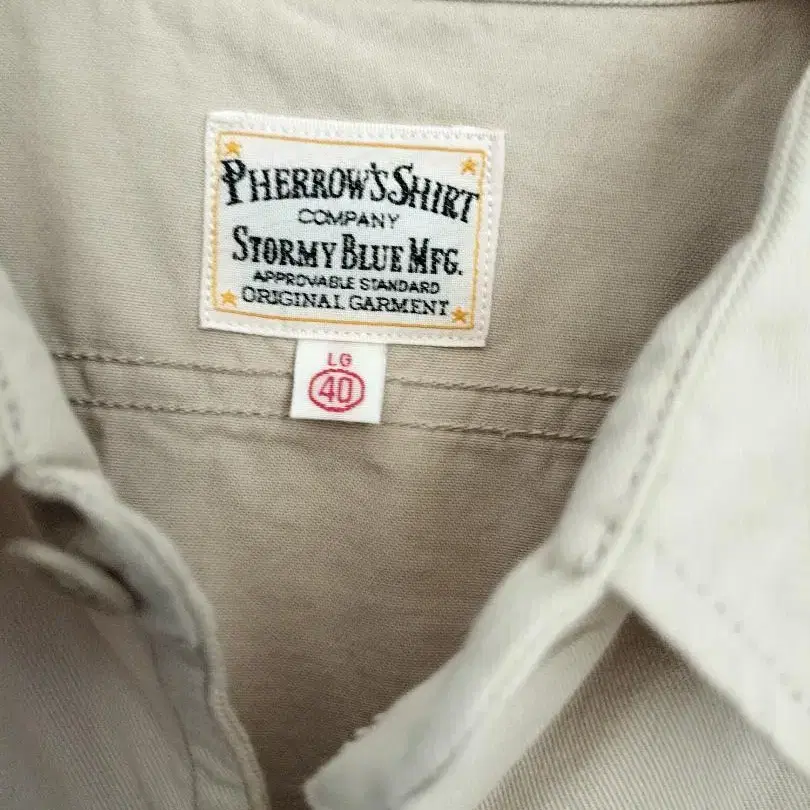 PHERROW'S SHIRT
COMPANY
STORMY BLUE MFG.
APPROVABLE STANDARD
ORIGINAL GARMENT
LG
40